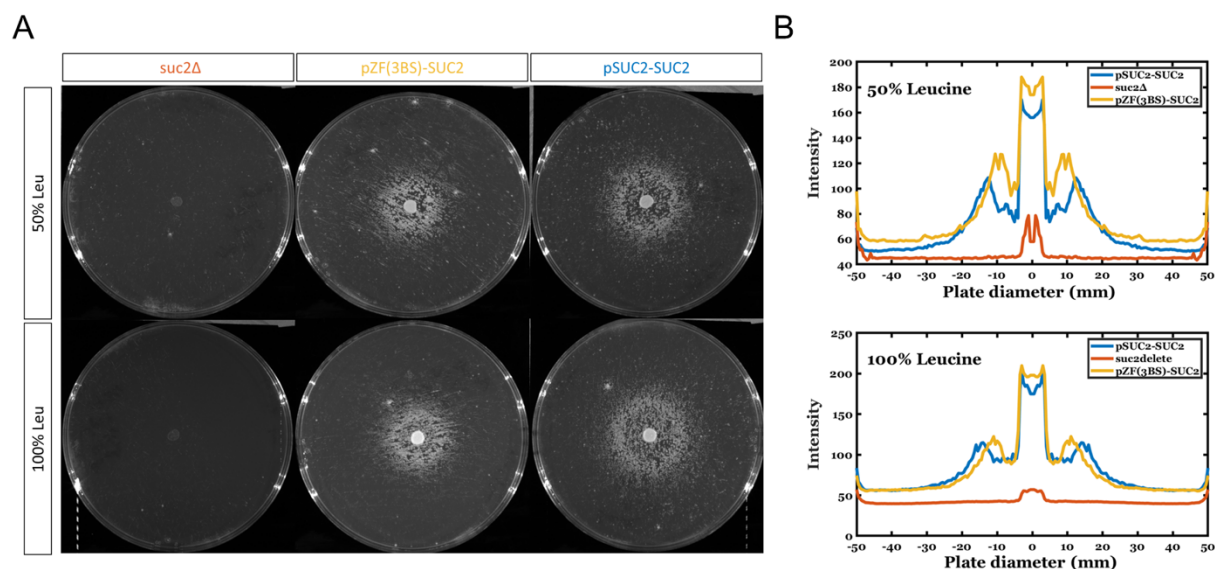 A
suc2Δ
pZF(3BS)-SUC2
pSUC2-SUC2
50% Leu
100% Leu
B
50% Leucine
pSUC2-SUC2
suc2Δ
pZF(3BS)-SUC2
Intensity
200
180
160
140
120
100
80
60
40
-50 -40 -30 -20 -10 0 10 20 30 40 50
Plate diameter (mm)
100% Leucine
pSUC2-SUC2
suc2delete
pZF(3BS)-SUC2
Intensity
250
200
150
100
50
0
-50 -40 -30 -20 -10 0 10 20 30 40 50
Plate diameter (mm)